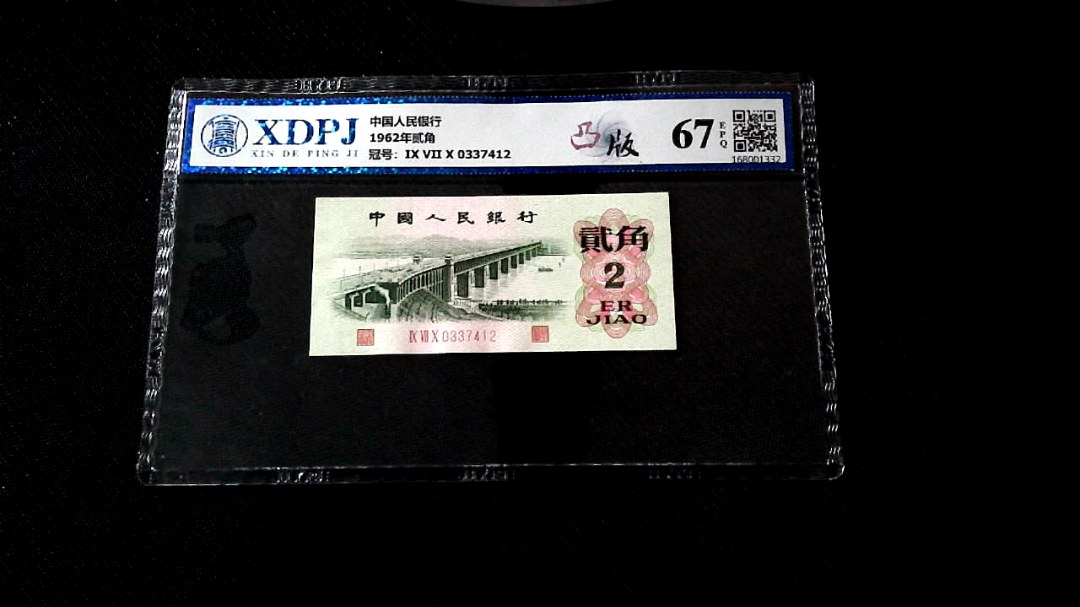 XDPJ
XIN DE PING JI
中国人民银行
1962年贰角
冠号：IX VII X 0337412
凸版
67
EPQ
168001332
中國人民銀行
貳角
2
ER
JIAO
IX VII X 0337412